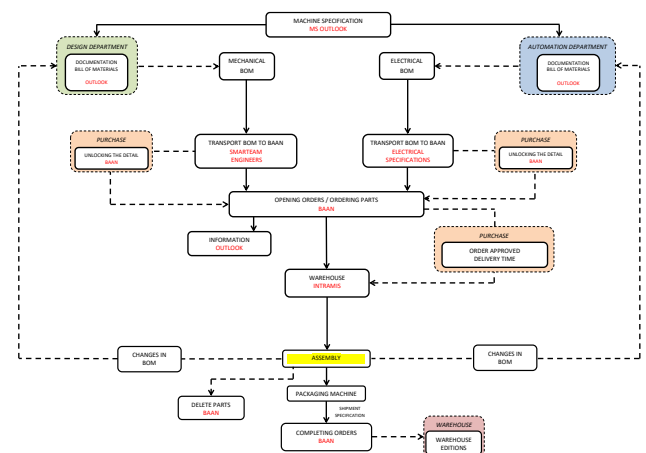 MACHINE SPECIFICATION
MS OUTLOOK
DESIGN DEPARTMENT
DOCUMENTATION
BILL OF MATERIALS
OUTLOOK
MECHANICAL
BOM
ELECTRICAL
BOM
AUTOMATION DEPARTMENT
DOCUMENTATION
BILL OF MATERIALS
OUTLOOK
PURCHASE
UNLOCKING THE DETAIL
BAAN
TRANSPORT BOM TO BAAN
SMARTEAM
ENGINEERS
TRANSPORT BOM TO BAAN
ELECTRICAL
SPECIFICATIONS
PURCHASE
UNLOCKING THE DETAIL
BAAN
OPENING ORDERS / ORDERING PARTS
BAAN
INFORMATION
OUTLOOK
PURCHASE
ORDER APPROVED
DELIVERY TIME
WAREHOUSE
INTRAMIS
CHANGES IN
BOM
ASSEMBLY
CHANGES IN
BOM
PACKAGING MACHINE
DELETE PARTS
BAAN
SHIPMENT
SPECIFICATION
COMPLETING ORDERS
BAAN
WAREHOUSE
WAREHOUSE
EDITIONS